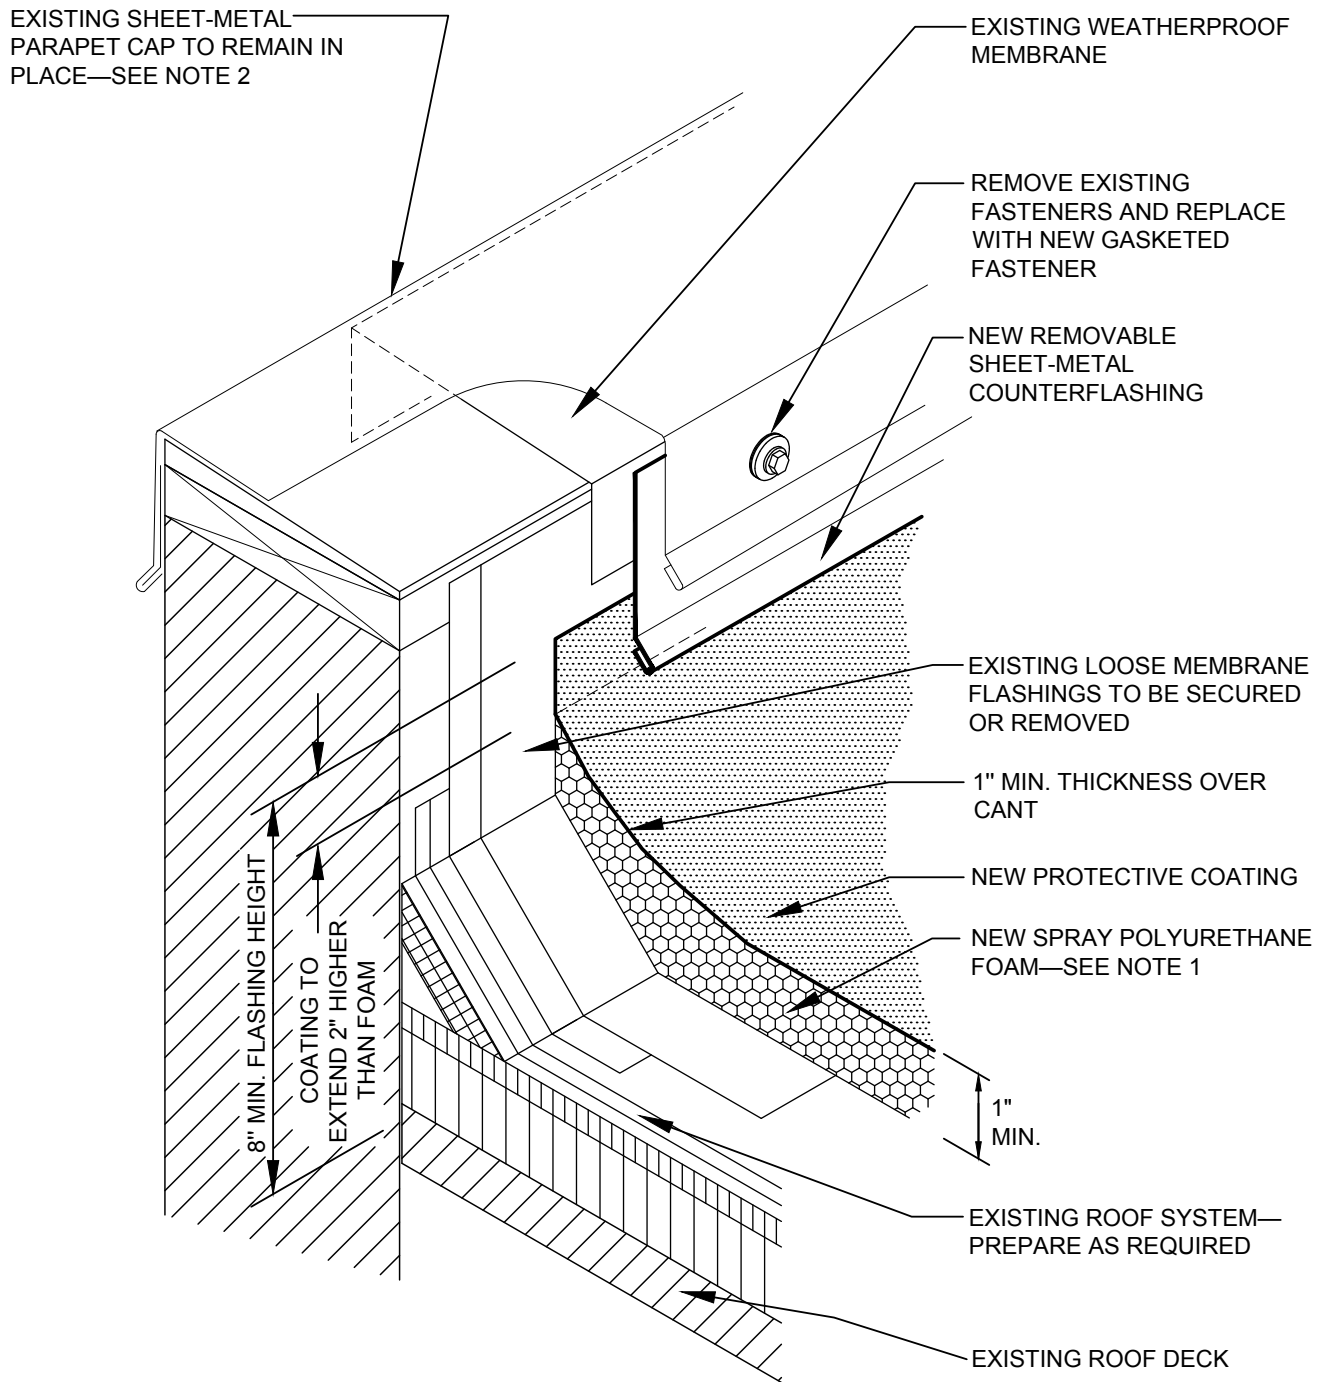 EXISTING SHEET-METAL
PARAPET CAP TO REMAIN IN
PLACE—SEE NOTE 2
EXISTING WEATHERPROOF
MEMBRANE
REMOVE EXISTING
FASTENERS AND REPLACE
WITH NEW GASKETED
FASTENER
NEW REMOVABLE
SHEET-METAL
COUNTERFLASHING
EXISTING LOOSE MEMBRANE
FLASHINGS TO BE SECURED
OR REMOVED
1" MIN. THICKNESS OVER
CANT
NEW PROTECTIVE COATING
NEW SPRAY POLYURETHANE
FOAM—SEE NOTE 1
8" MIN. FLASHING HEIGHT
COATING TO
EXTEND 2" HIGHER
THAN FOAM
1"
MIN.
EXISTING ROOF SYSTEM—
PREPARE AS REQUIRED
EXISTING ROOF DECK